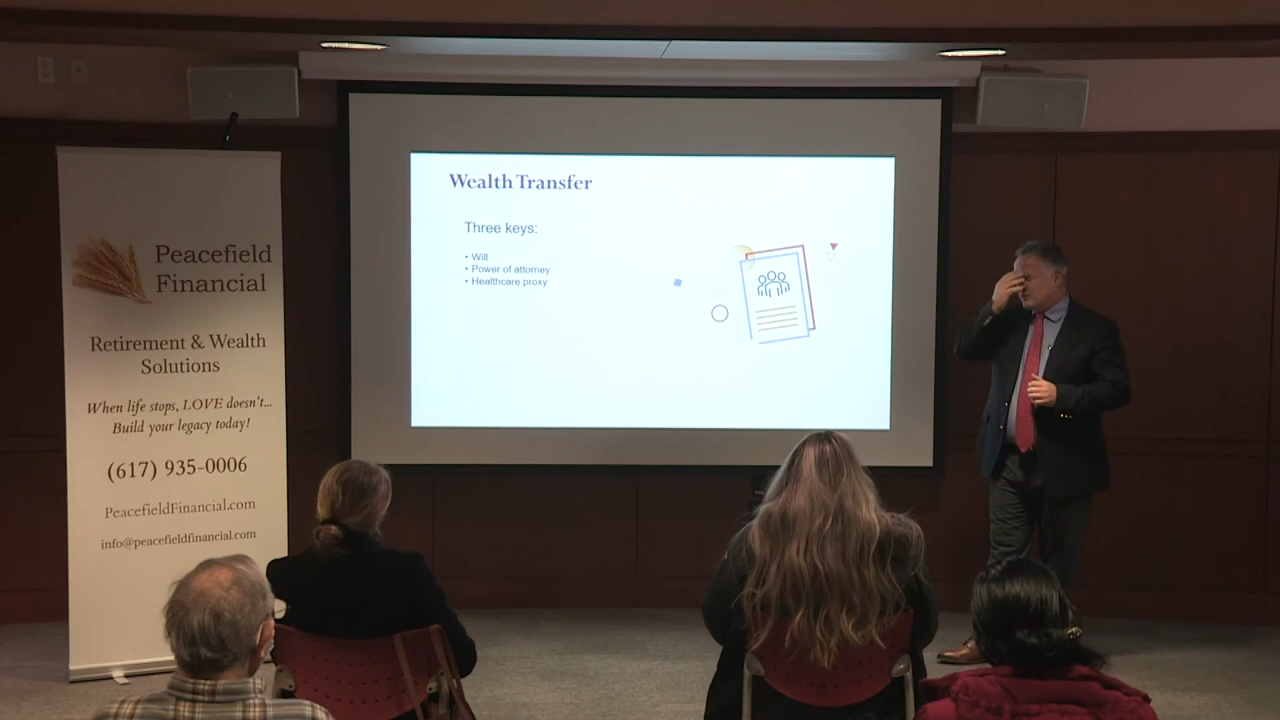 Peacefield
Financial
Retirement & Wealth
Solutions
When life stops, LOVE doesn't...
Build your legacy today!
(617) 935-0006
PeacefieldFinancial.com
info@peacefieldfinancial.com
Wealth Transfer
Three keys:
• Will
• Power of attorney
• Healthcare proxy